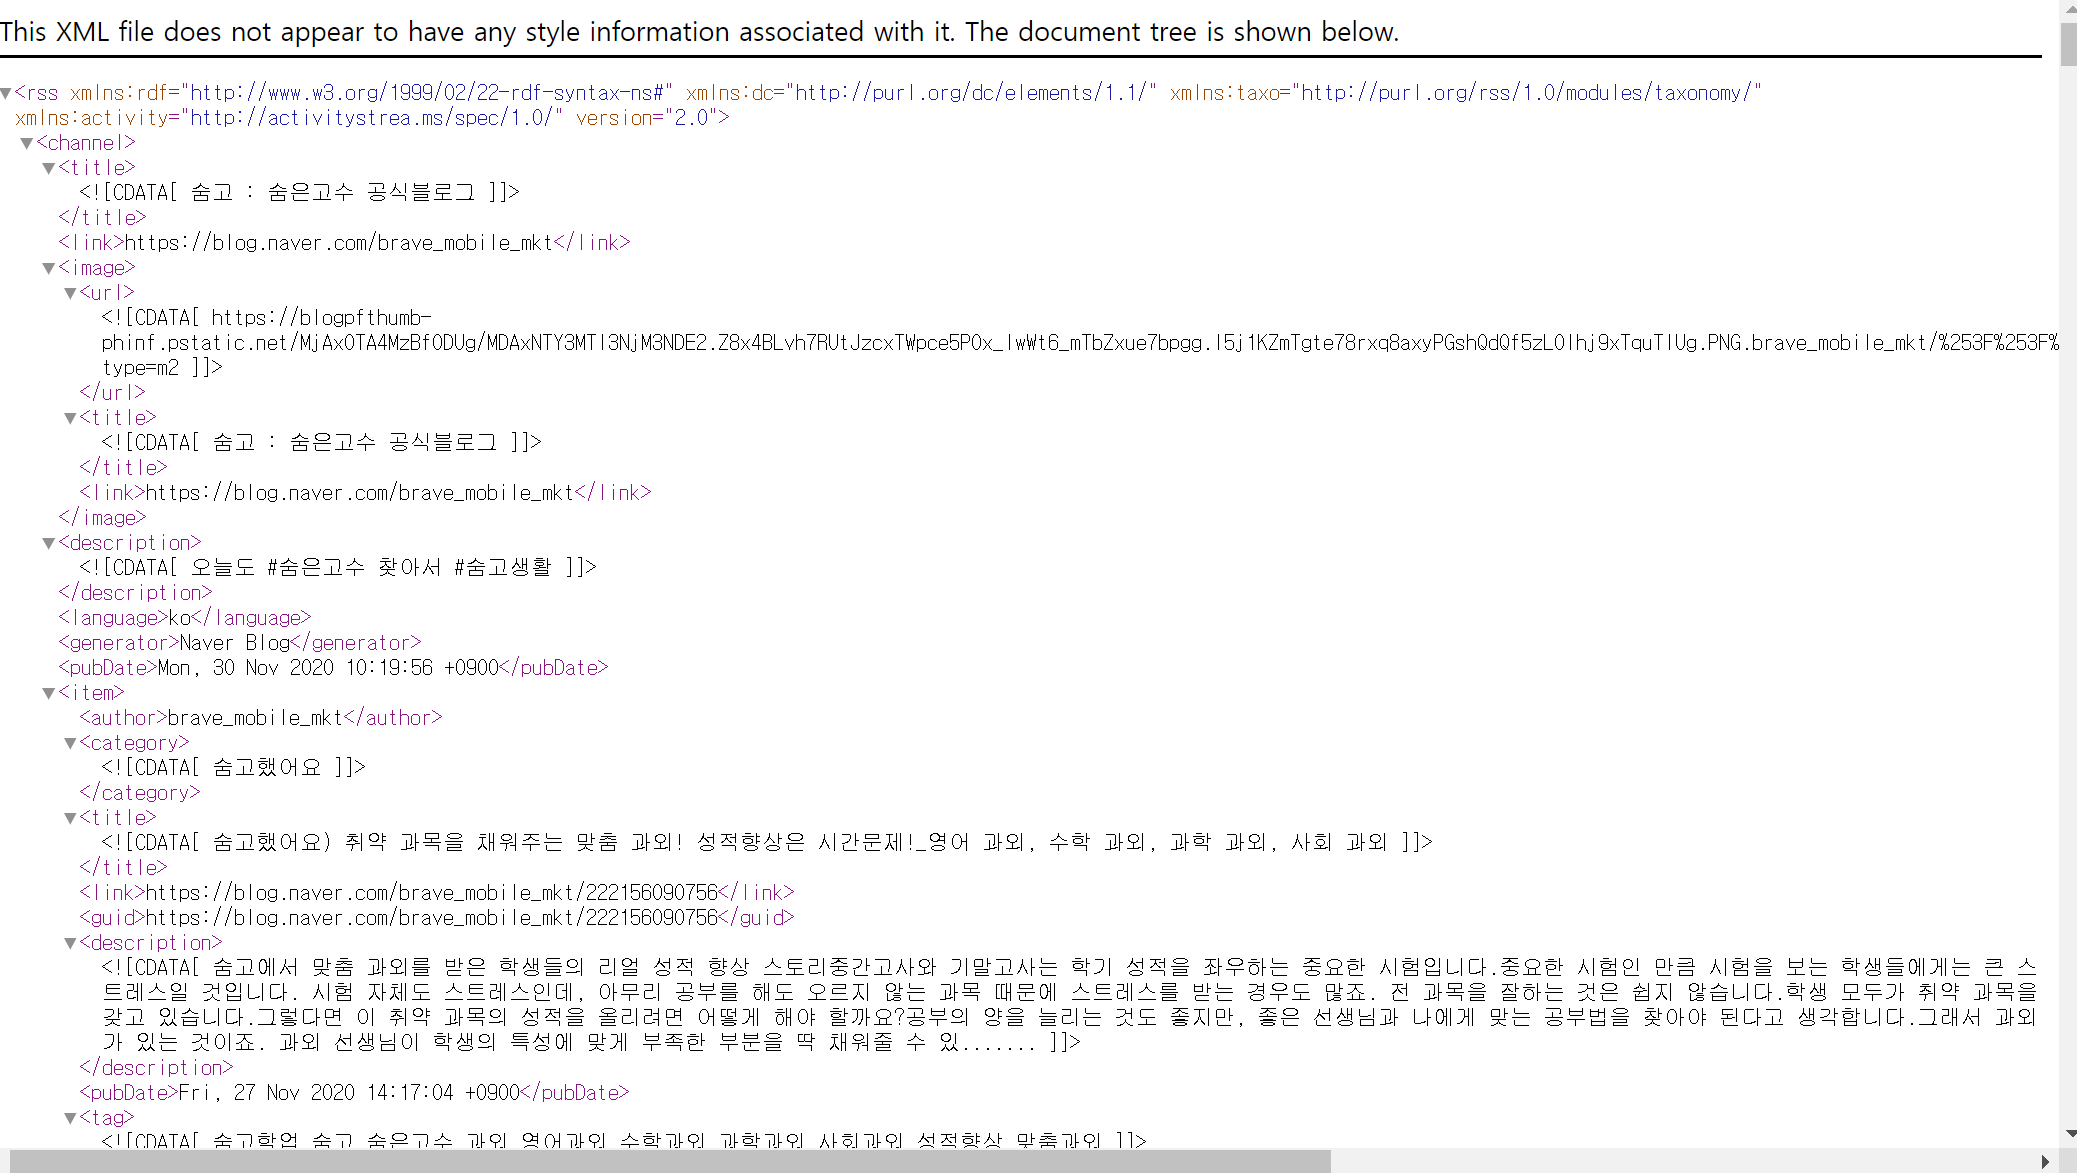 This XML file does not appear to have any style information associated with it. The document tree is shown below.
▼<rss xmlns:rdf="http://www.w3.org/1999/02/22-rdf-syntax-ns#" xmlns:dc="http://purl.org/dc/elements/1.1/" xmlns:taxo="http://purl.org/rss/1.0/modules/taxonomy/"
xmlns:activity="http://activitystrea.ms/spec/1.0/" version="2.0">
▼<channel>
▼<title>
<![CDATA[ 숨고 : 숨은고수 공식블로그 ]]>
</title>
<link>https://blog.naver.com/brave_mobile_mkt</link>
▼<image>
▼<url>
<![CDATA[ https://blogpfthumb-
phinf.pstatic.net/MjAxOTA4MzBfODUg/MDAxNTY3MTI3NjM3NDE2.Z8x4BLvh7RUtJzcxTWpce5P0x_IwWt6_mTbZxue7bpgg.I5j1KZmTgte78rxq8axyPGshQdQf5zL0Ihj9xTquTIUg.PNG.brave_mobile_mkt/%253F%253F%
type=m2 ]]>
</url>
▼<title>
<![CDATA[ 숨고 : 숨은고수 공식블로그 ]]>
</title>
<link>https://blog.naver.com/brave_mobile_mkt</link>
</image>
▼<description>
<![CDATA[ 오늘도 #숨은고수 찾아서 #숨고생활 ]]>
</description>
<language>ko</language>
<generator>Naver Blog</generator>
<pubDate>Mon, 30 Nov 2020 10:19:56 +0900</pubDate>
▼<item>
<author>brave_mobile_mkt</author>
▼<category>
<![CDATA[ 숨고했어요 ]]>
</category>
▼<title>
<![CDATA[ 숨고했어요) 취약 과목을 채워주는 맞춤 과외! 성적향상은 시간문제!_영어 과외, 수학 과외, 과학 과외, 사회 과외 ]]>
</title>
<link>https://blog.naver.com/brave_mobile_mkt/222156090756</link>
<guid>https://blog.naver.com/brave_mobile_mkt/222156090756</guid>
▼<description>
<![CDATA[ 숨고에서 맞춤 과외를 받은 학생들의 리얼 성적 향상 스토리중간고사와 기말고사는 학기 성적을 좌우하는 중요한 시험입니다.중요한 시험인 만큼 시험을 보는 학생들에게는 큰 스
트레스일 것입니다. 시험 자체도 스트레스인데, 아무리 공부를 해도 오르지 않는 과목 때문에 스트레스를 받는 경우도 많죠. 전 과목을 잘하는 것은 쉽지 않습니다.학생 모두가 취약 과목을
갖고 있습니다.그렇다면 이 취약 과목의 성적을 올리려면 어떻게 해야 할까요?공부의 양을 늘리는 것도 좋지만, 좋은 선생님과 나에게 맞는 공부법을 찾아야 된다고 생각합니다.그래서 과외
가 있는 것이죠. 과외 선생님이 학생의 특성에 맞게 부족한 부분을 딱 채워줄 수 있....... ]]>
</description>
<pubDate>Fri, 27 Nov 2020 14:17:04 +0900</pubDate>
▼<tag>
<![CDATA[ 숨고학업 숨고 숨은고수 과외 영어과외 수학과외 과학과외 사회과외 성적향상 맞춤과외 ]]>